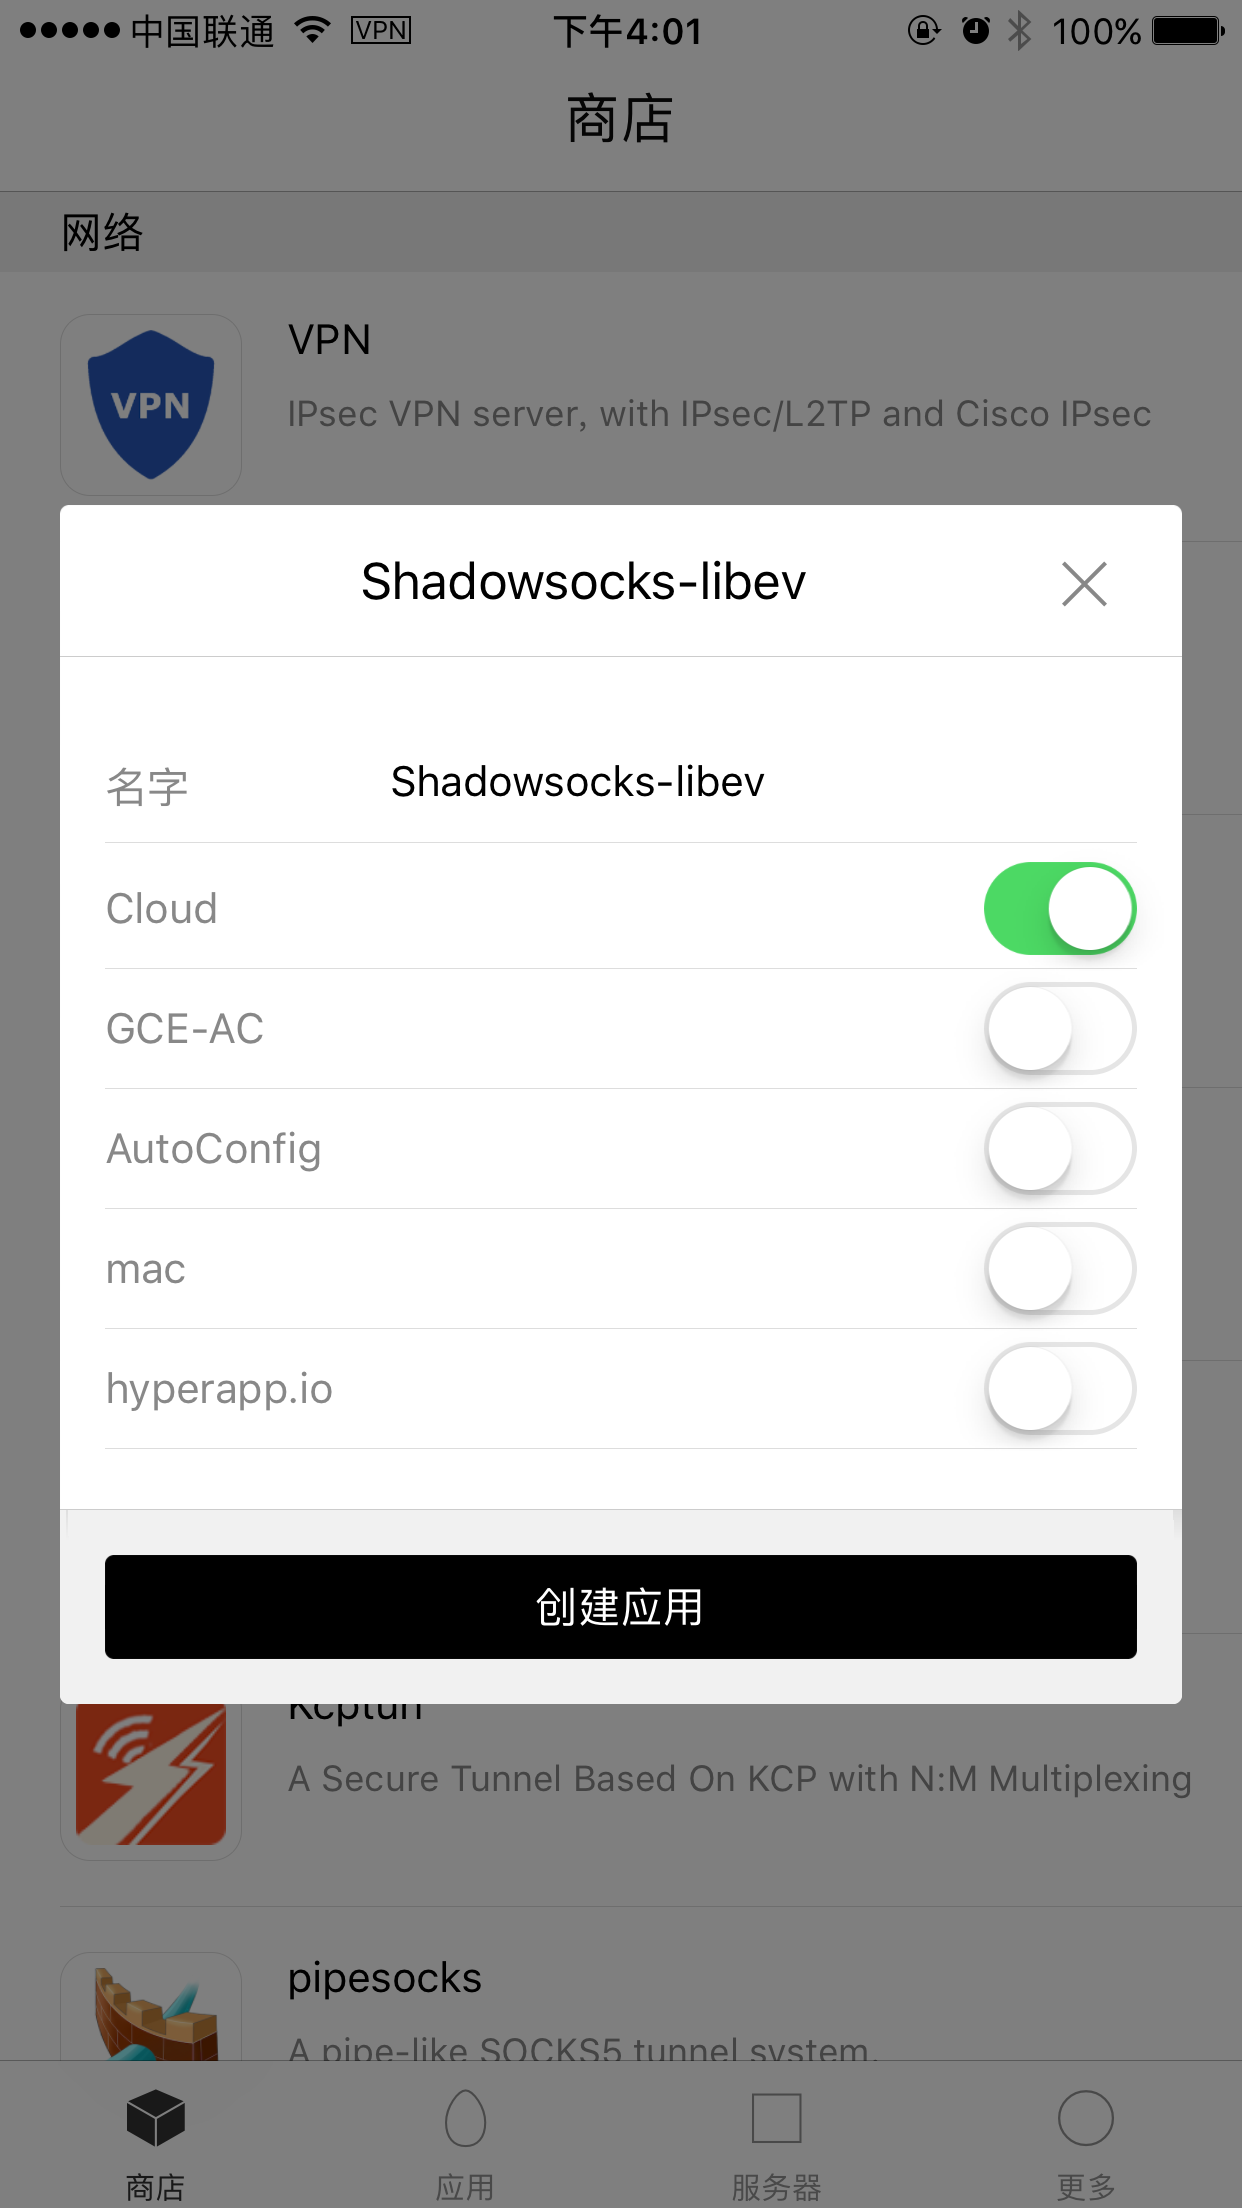 中国联通 VPN 下午4:01 100%
商店
网络
VPN
VPN
IPsec VPN server, with IPsec/L2TP and Cisco IPsec
Shadowsocks-libev
名字 Shadowsocks-libev
Cloud
GCE-AC
AutoConfig
mac
hyperapp.io
创建应用
Kcptun
A Secure Tunnel Based On KCP with N:M Multiplexing
pipesocks
A pipe-like SOCKS5 tunnel system.
商店 应用 服务器 更多